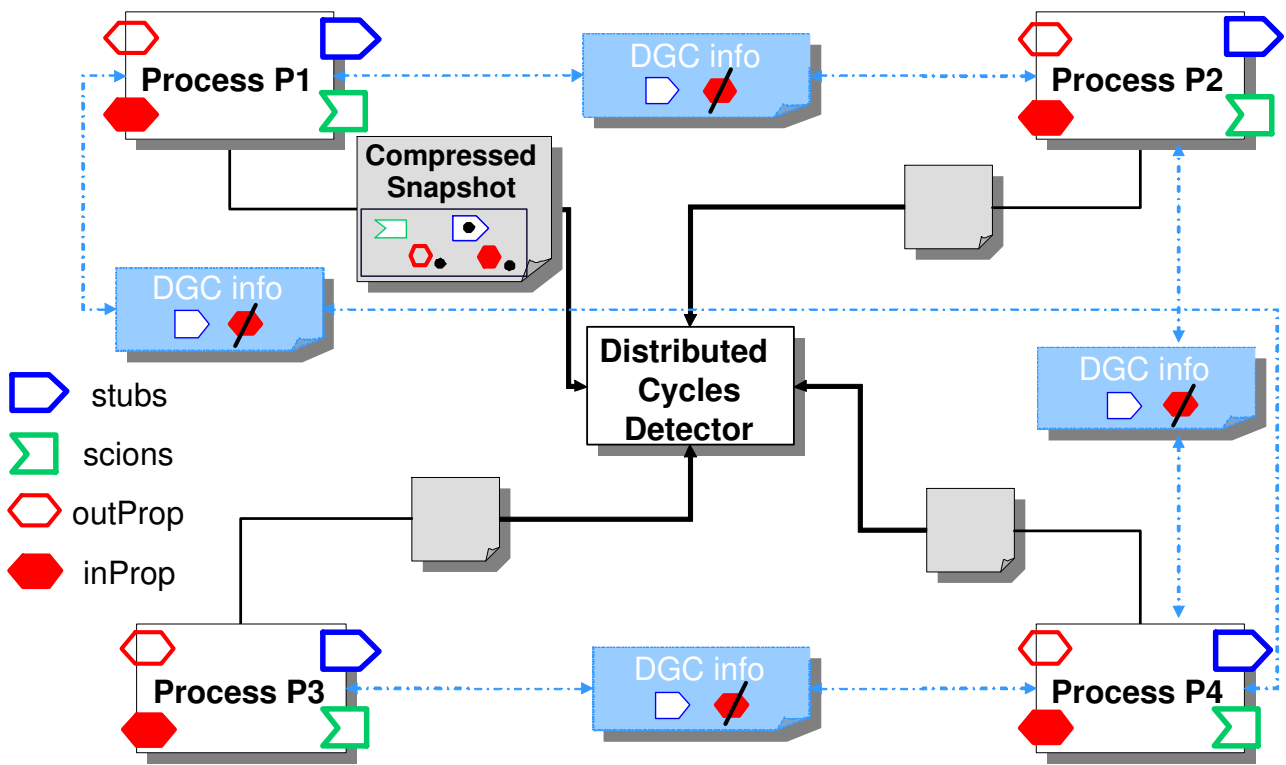 Process P1
DGC info
Process P2
Compressed
Snapshot
DGC info
Distributed
Cycles
Detector
DGC info
stubs
scions
outProp
inProp
Process P3
DGC info
Process P4